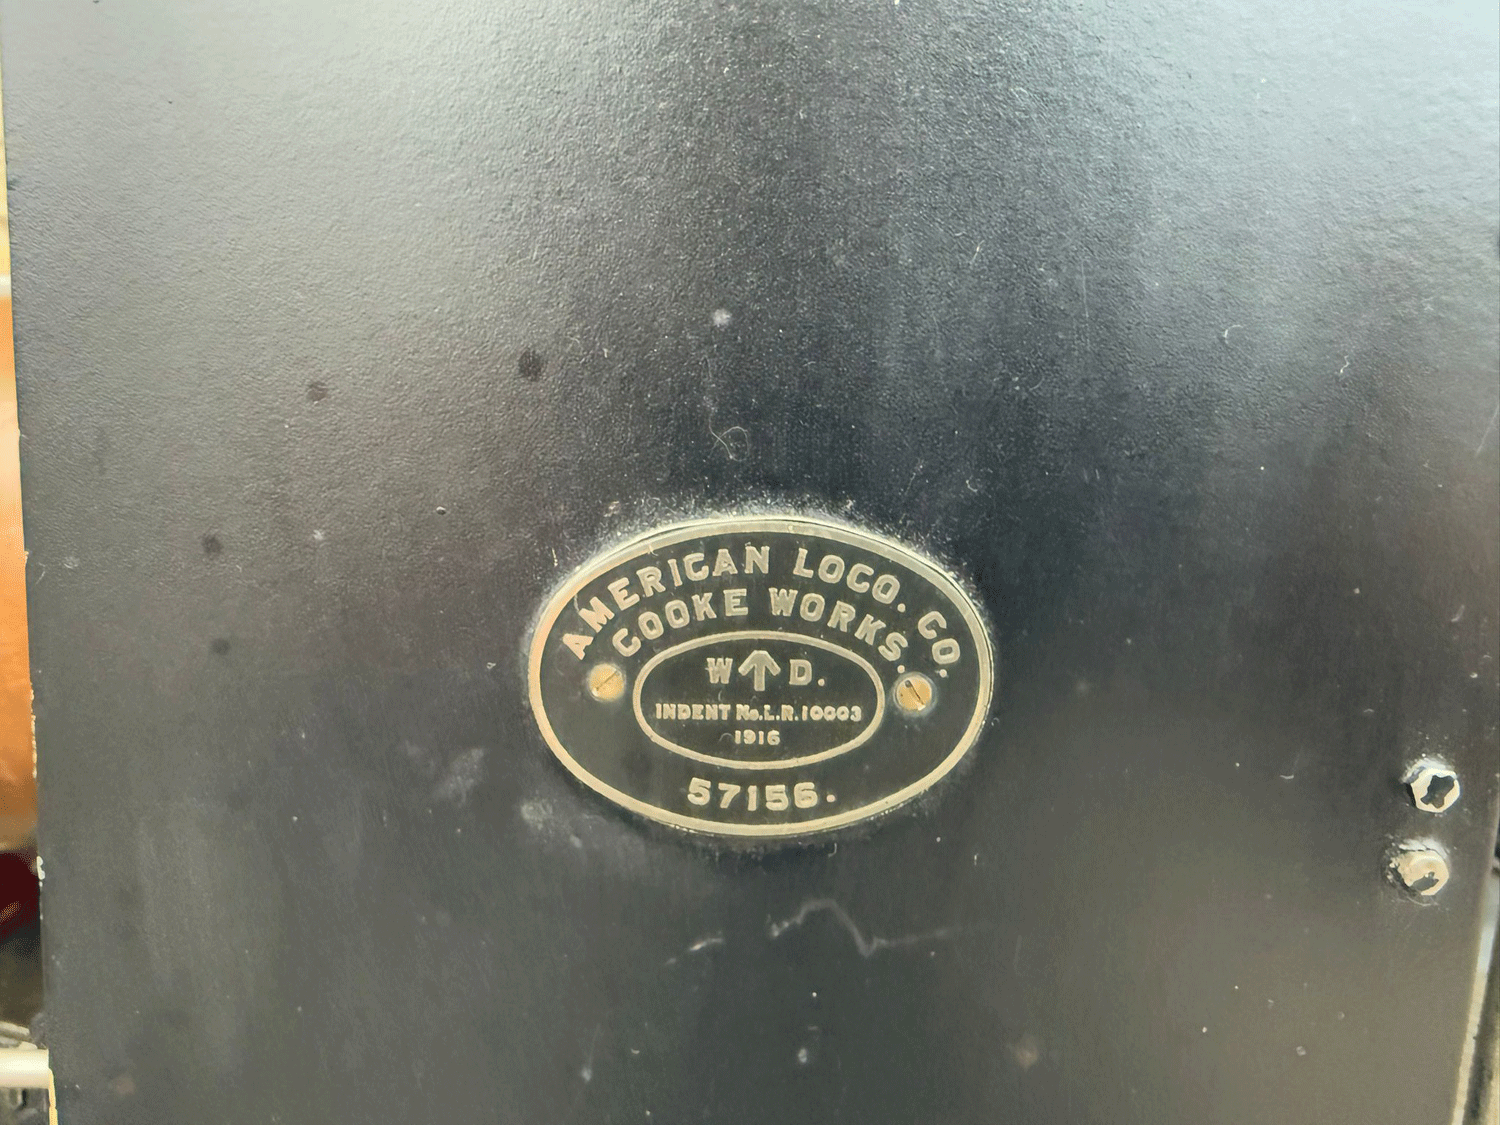 AMERICAN LOCO. CO.
COOKE WORKS.
W↑D.
INDENT No.L.R.10003
1916
57156.